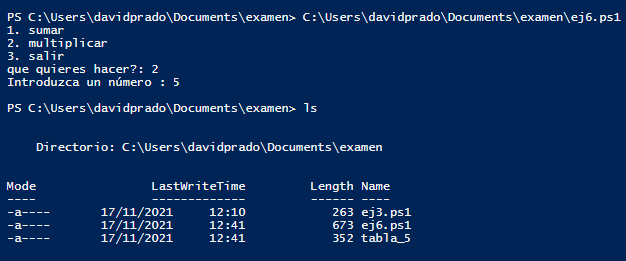 PS C:\Users\davidprado\Documents\examen> C:\Users\davidprado\Documents\examen\ej6.ps1
1. sumar
2. multiplicar
3. salir
que quieres hacer?: 2
Introduzca un número : 5
PS C:\Users\davidprado\Documents\examen> ls
Directorio: C:\Users\davidprado\Documents\examen
Mode LastWriteTime Length Name
---- ------------- ------ ----
-a---- 17/11/2021 12:10 263 ej3.ps1
-a---- 17/11/2021 12:41 673 ej6.ps1
-a---- 17/11/2021 12:41 352 tabla_5